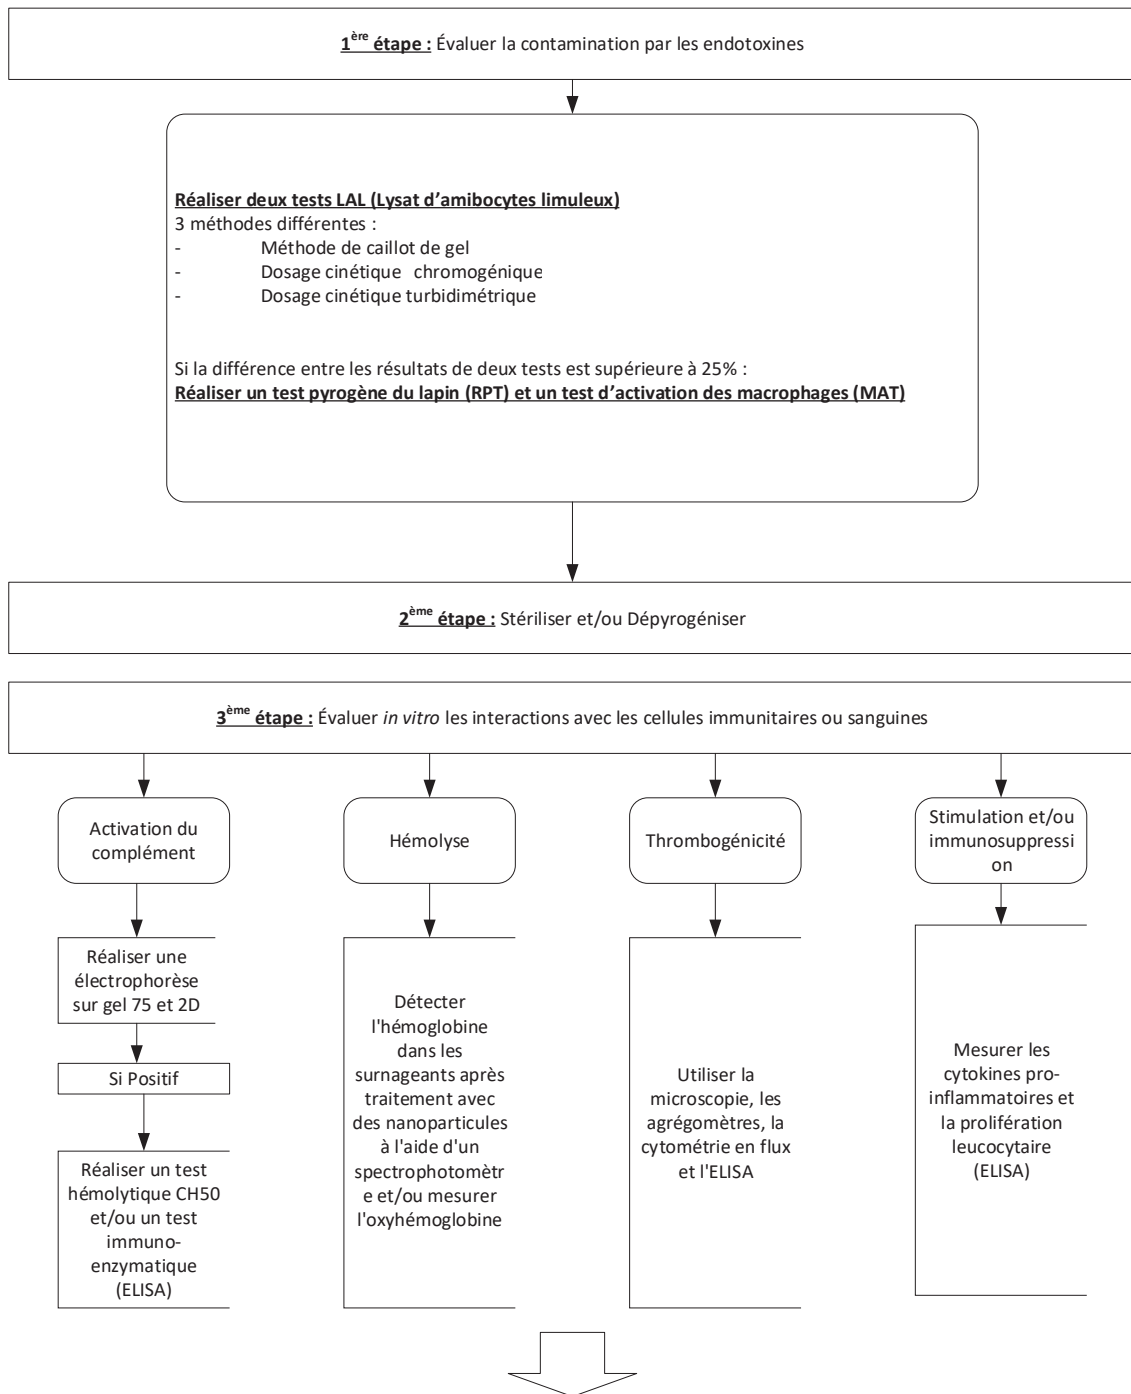 1ère étape : Évaluer la contamination par les endotoxines
Réaliser deux tests LAL (Lysat d’amibocytes limuleux)
3 méthodes différentes :
- Méthode de caillot de gel
- Dosage cinétique chromogénique
- Dosage cinétique turbidimétrique
Si la différence entre les résultats de deux tests est supérieure à 25% :
Réaliser un test pyrogène du lapin (RPT) et un test d’activation des macrophages (MAT)
2ème étape : Stériliser et/ou Dépyrogéniser
3ème étape : Évaluer in vitro les interactions avec les cellules immunitaires ou sanguines
Activation du
complément
Réaliser une
électrophorèse
sur gel 75 et 2D
Si Positif
Réaliser un test
hémolytique CH50
et/ou un test
immuno-
enzymatique
(ELISA)
Hémolyse
Détecter
l'hémoglobine
dans les
surnageants après
traitement avec
des nanoparticules
à l'aide d'un
spectrophotomètr
e et/ou mesurer
l'oxyhémoglobine
Thrombogénicité
Utiliser la
microscopie, les
agrégomètres, la
cytométrie en flux
et l'ELISA
Stimulation et/ou
immunosuppressi
on
Mesurer les
cytokines pro-
inflammatoires et
la prolifération
leucocytaire
(ELISA)